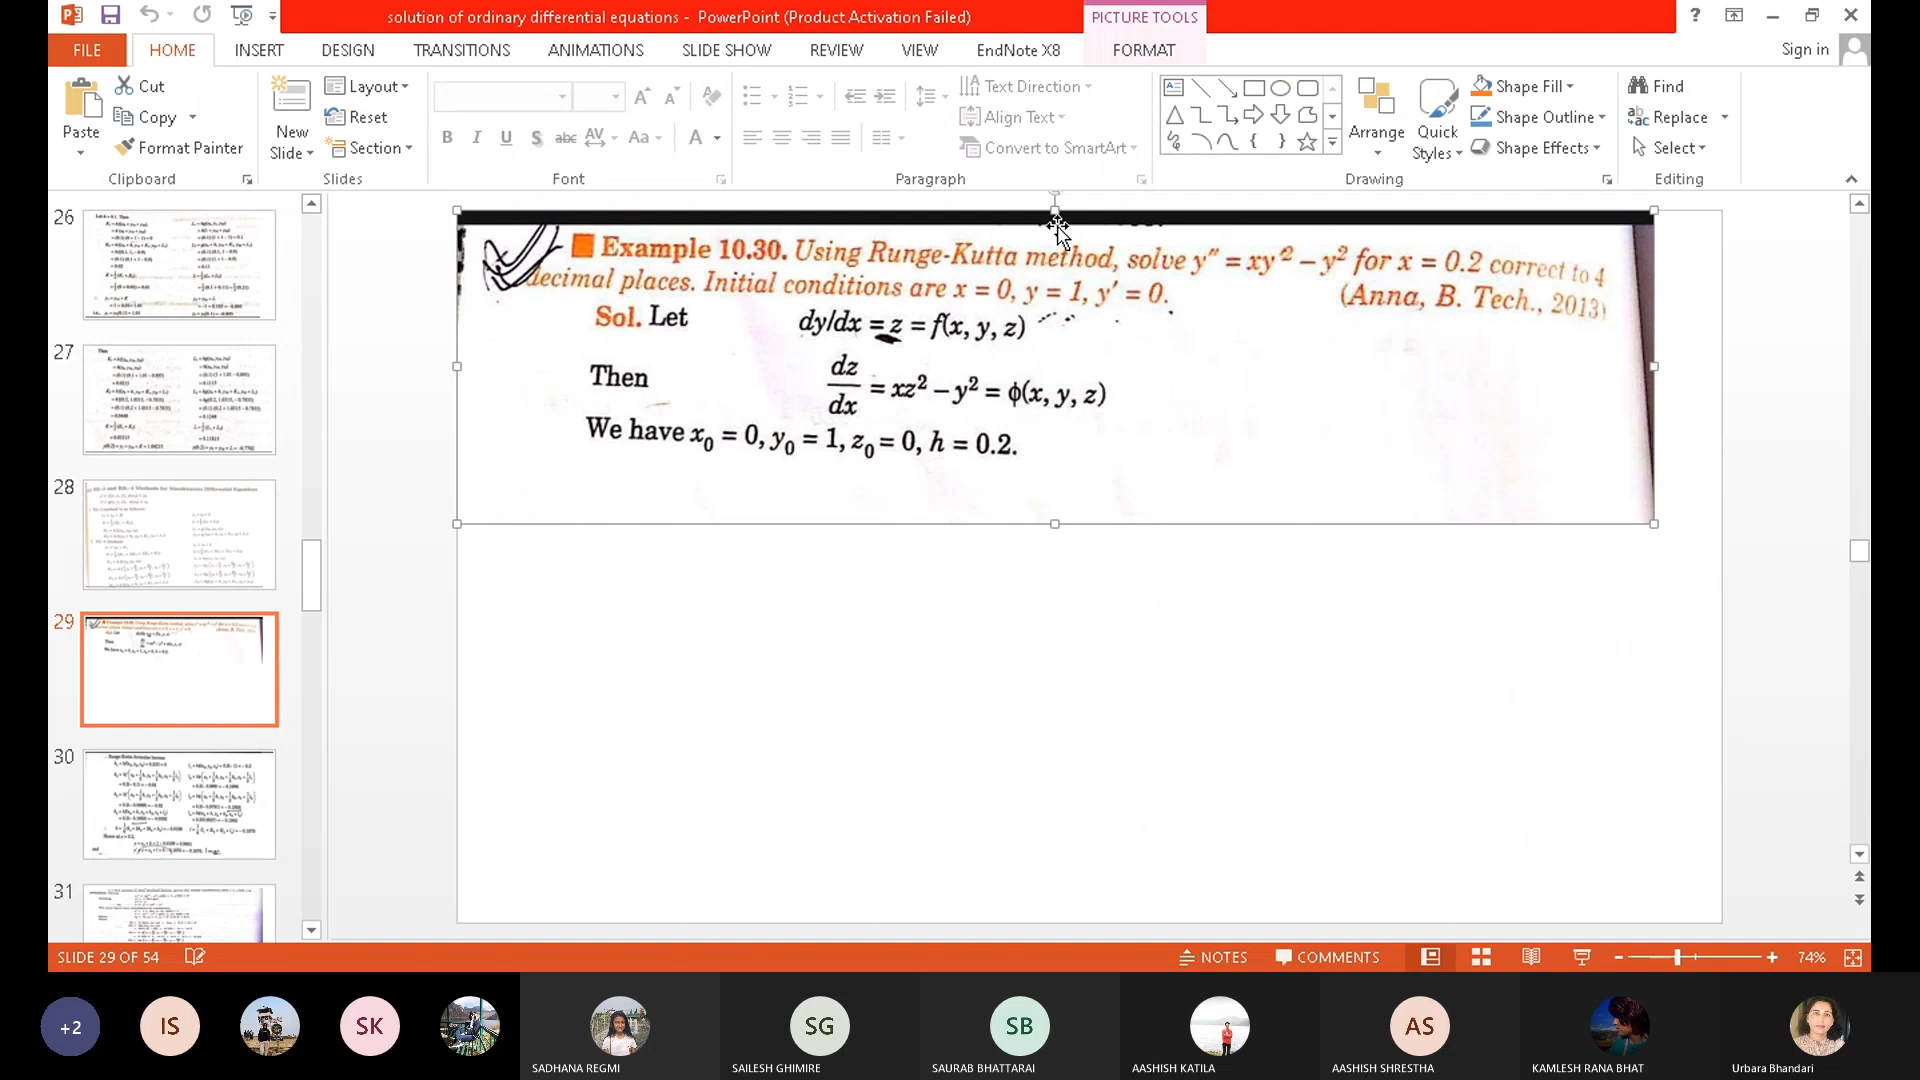 solution of ordinary differential equations - PowerPoint (Product Activation Failed)
PICTURE TOOLS
?
FILE
HOME
INSERT
DESIGN
TRANSITIONS
ANIMATIONS
SLIDE SHOW
REVIEW
VIEW
EndNote X8
FORMAT
Sign in
Paste
Cut
Copy
Format Painter
Clipboard
New Slide
Layout
Reset
Section
Slides
B I U S abc AV Aa A
Font
Text Direction
Align Text
Convert to SmartArt
Paragraph
Arrange
Quick Styles
Shape Fill
Shape Outline
Shape Effects
Drawing
Find
Replace
Select
Editing
26
27
28
29
30
31
Example 10.30. Using Runge-Kutta method, solve y″ = xy² – y² for x = 0.2 correct to 4
decimal places. Initial conditions are x = 0, y = 1, y′ = 0.
(Anna, B. Tech., 2013)
Sol. Let dy/dx = z = f(x, y, z)
Then dz/dx = xz² – y² = ϕ(x, y, z)
We have x₀ = 0, y₀ = 1, z₀ = 0, h = 0.2.
SLIDE 29 OF 54
NOTES
COMMENTS
74%
+2
IS
SK
SG
SB
AS
SADHANA REGMI
SAILESH GHIMIRE
SAURAB BHATTARAI
AASHISH KATILA
AASHISH SHRESTHA
KAMLESH RANA BHAT
Urbara Bhandari